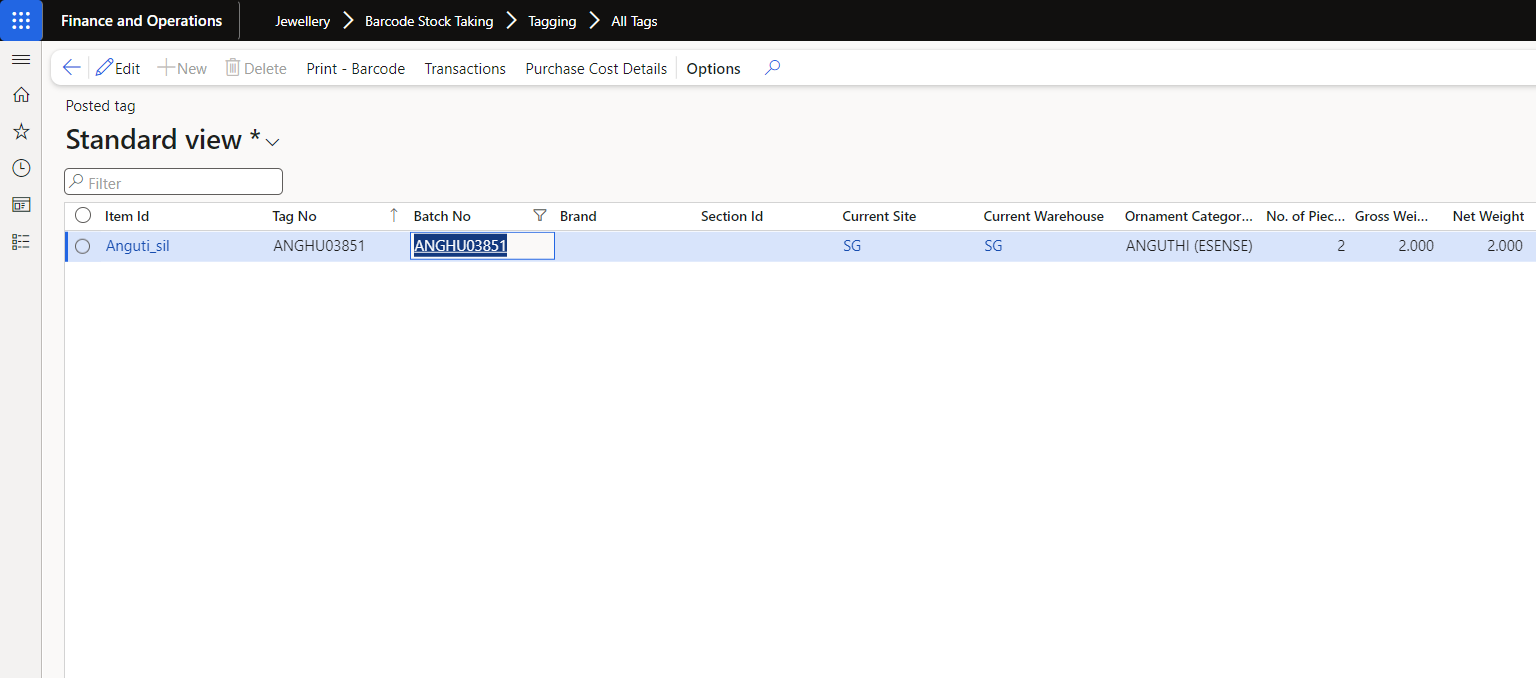 Finance and Operations Jewellery Barcode Stock Taking Tagging All Tags
Edit New Delete Print - Barcode Transactions Purchase Cost Details Options
Posted tag
Standard view *
Filter
Item Id Tag No Batch No Brand Section Id Current Site Current Warehouse Ornament Categor... No. of Piec... Gross Wei... Net Weight
Anguti_sil ANGHU03851 ANGHU03851 SG SG ANGUTHI (ESENSE) 2 2.000 2.000